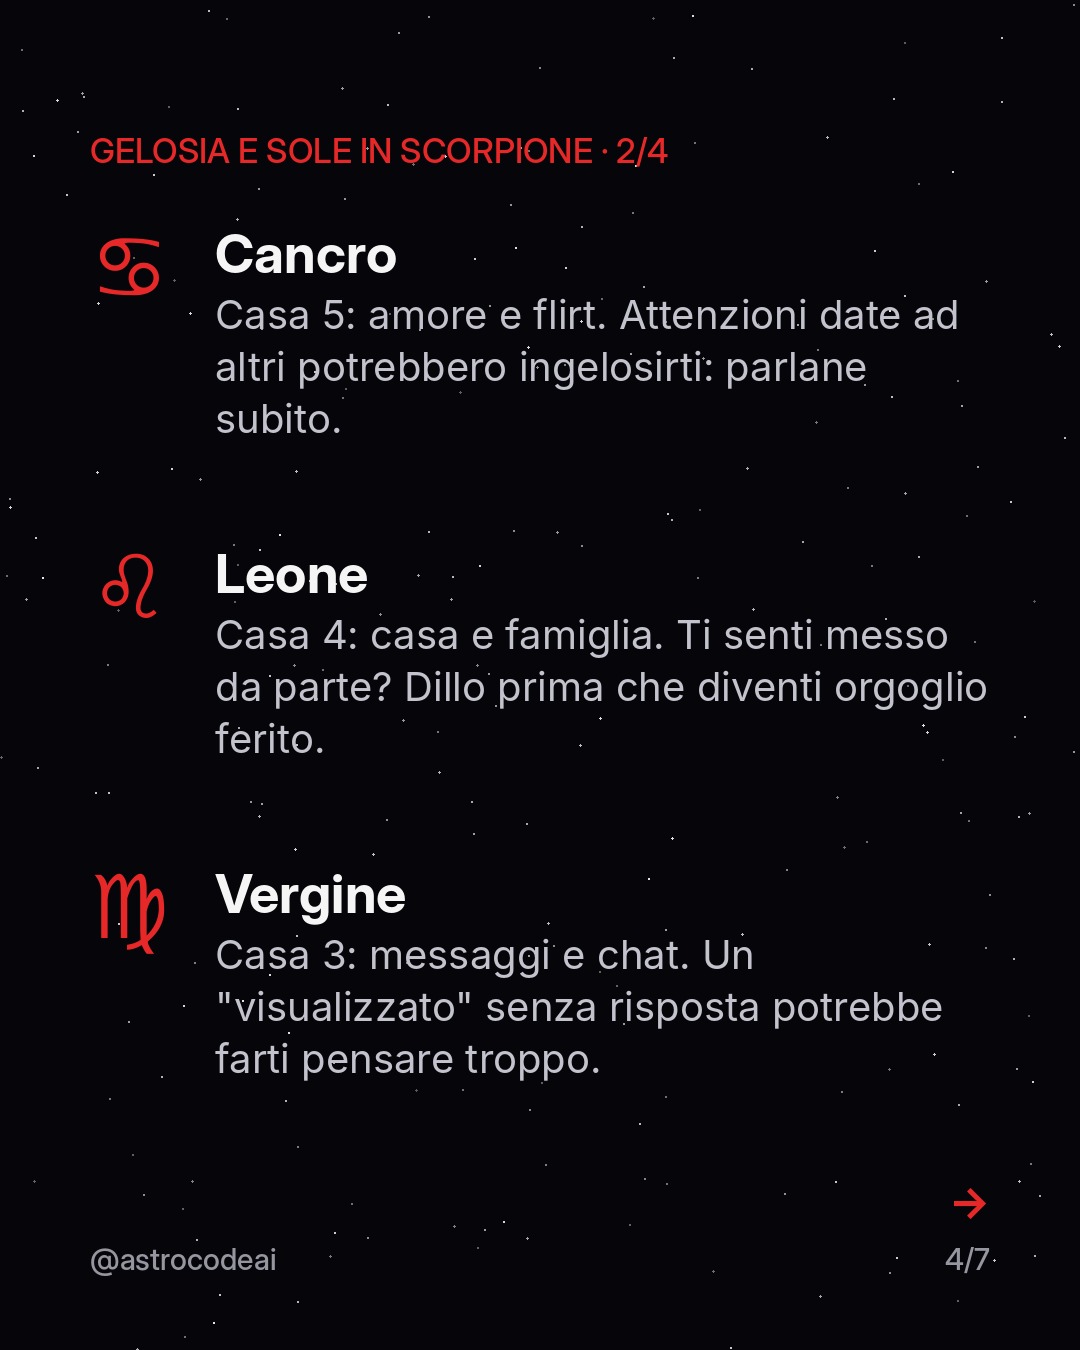 GELOSIA E SOLE IN SCORPIONE · 2/4
♋ Cancro
Casa 5: amore e flirt. Attenzioni date ad
altri potrebbero ingelosirti: parlane
subito.
♌ Leone
Casa 4: casa e famiglia. Ti senti messo
da parte? Dillo prima che diventi orgoglio
ferito.
♍ Vergine
Casa 3: messaggi e chat. Un
"visualizzato" senza risposta potrebbe
farti pensare troppo.
→
@astrocodeai
4/7